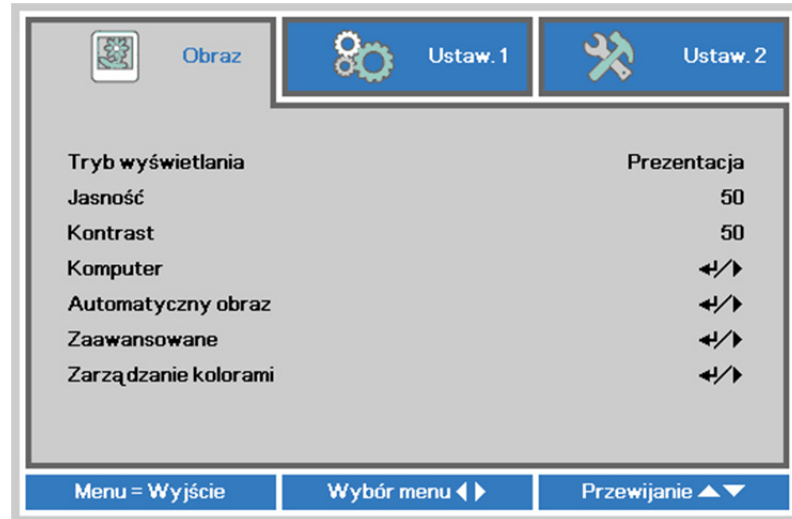 Obraz Ustaw. 1 Ustaw. 2
Tryb wyświetlania Prezentacja
Jasność 50
Kontrast 50
Komputer ↵/▶
Automatyczny obraz ↵/▶
Zaawansowane ↵/▶
Zarządzanie kolorami ↵/▶
Menu = Wyjście Wybór menu ◀▶ Przewijanie ▲▼